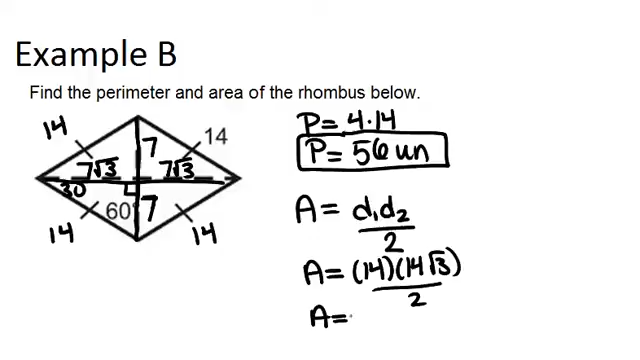 Example B
Find the perimeter and area of the rhombus below.
14
7
14
7√3
7√3
30
60°
7
14
14
P= 4·14
P= 56 un
A= d₁d₂/2
A= (14)(14√3)/2
A=